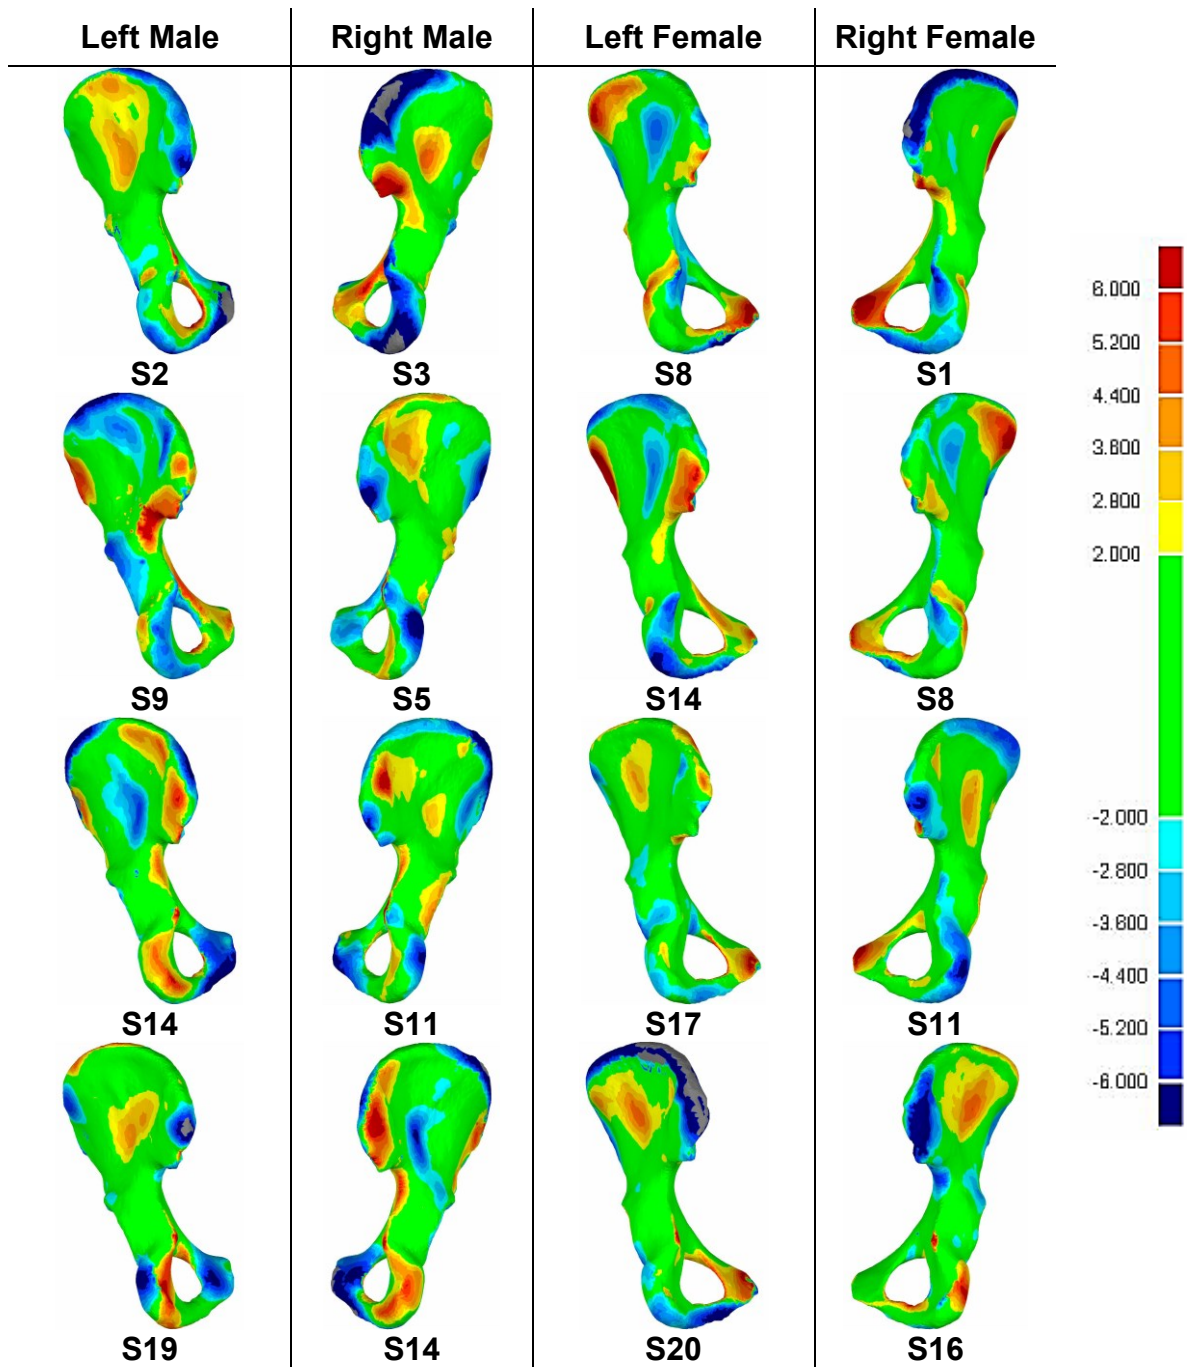 Left Male Right Male Left Female Right Female
S2 S3 S8 S1
S9 S5 S14 S8
S14 S11 S17 S11
S19 S14 S20 S16
6.000
5.200
4.400
3.600
2.800
2.000
-2.000
-2.800
-3.600
-4.400
-5.200
-6.000